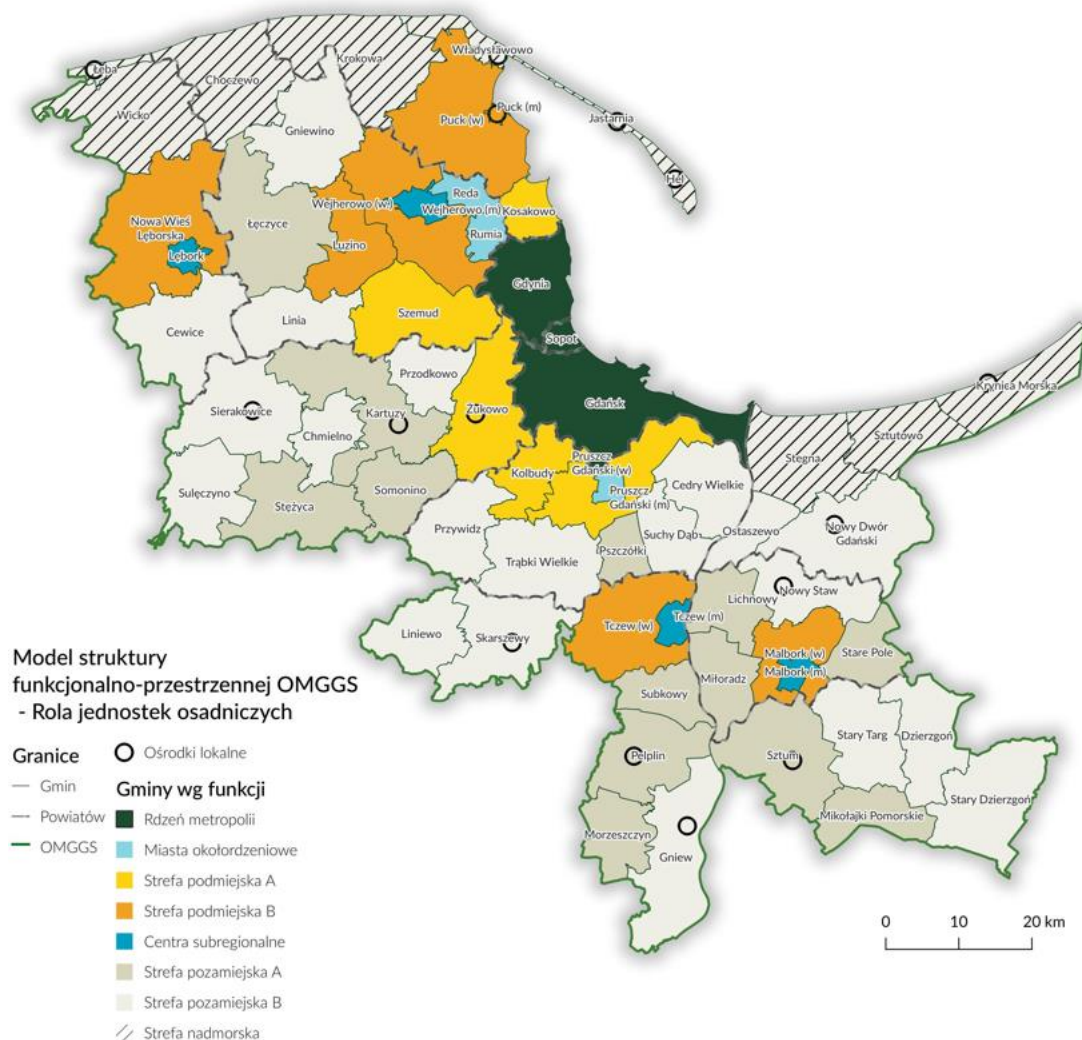 Władysławowo
Łeba
Krokowa
Choczewo
Wicko
Puck (m)
Puck (w)
Jastarnia
Gniewino
Hel
Reda
Kosakowo
Wejherowo (w)
Wejherowo (m)
Nowa Wieś
Lęborska
Łęczyce
Rumia
Luzino
Lębork
Gdynia
Szemud
Cewice
Linia
Sopot
Przodkowo
Krynica Morska
Gdańsk
Sierakowice
Kartuzy
Żukowo
Chmielno
Sztutowo
Stegna
Pruszcz
Gdański (w)
Kolbudy
Somonino
Cedry Wielkie
Sulęczyno
Pruszcz
Gdański (m)
Stężyca
Nowy Dwór
Gdański
Przywidz
Suchy Dąb
Ostaszewo
Pszczółki
Trąbki Wielkie
Nowy Staw
Lichnowy
Tczew (m)
Tczew (w)
Liniewo
Skarszewy
Malbork (w)
Stare Pole
Malbork (m)
Miłoradz
Subkowy
Stary Targ
Dzierzgoń
Pelplin
Sztum
Stary Dzierzgoń
Mikołajki Pomorskie
Morzeszczyn
Gniew
Model struktury
funkcjonalno-przestrzennej OMGGS
- Rola jednostek osadniczych
Granice
Gmin
Powiatów
OMGGS
Ośrodki lokalne
Gminy wg funkcji
Rdzeń metropolii
Miasta okołordzeniowe
Strefa podmiejska A
Strefa podmiejska B
Centra subregionalne
Strefa pozamiejska A
Strefa pozamiejska B
Strefa nadmorska
0 10 20 km